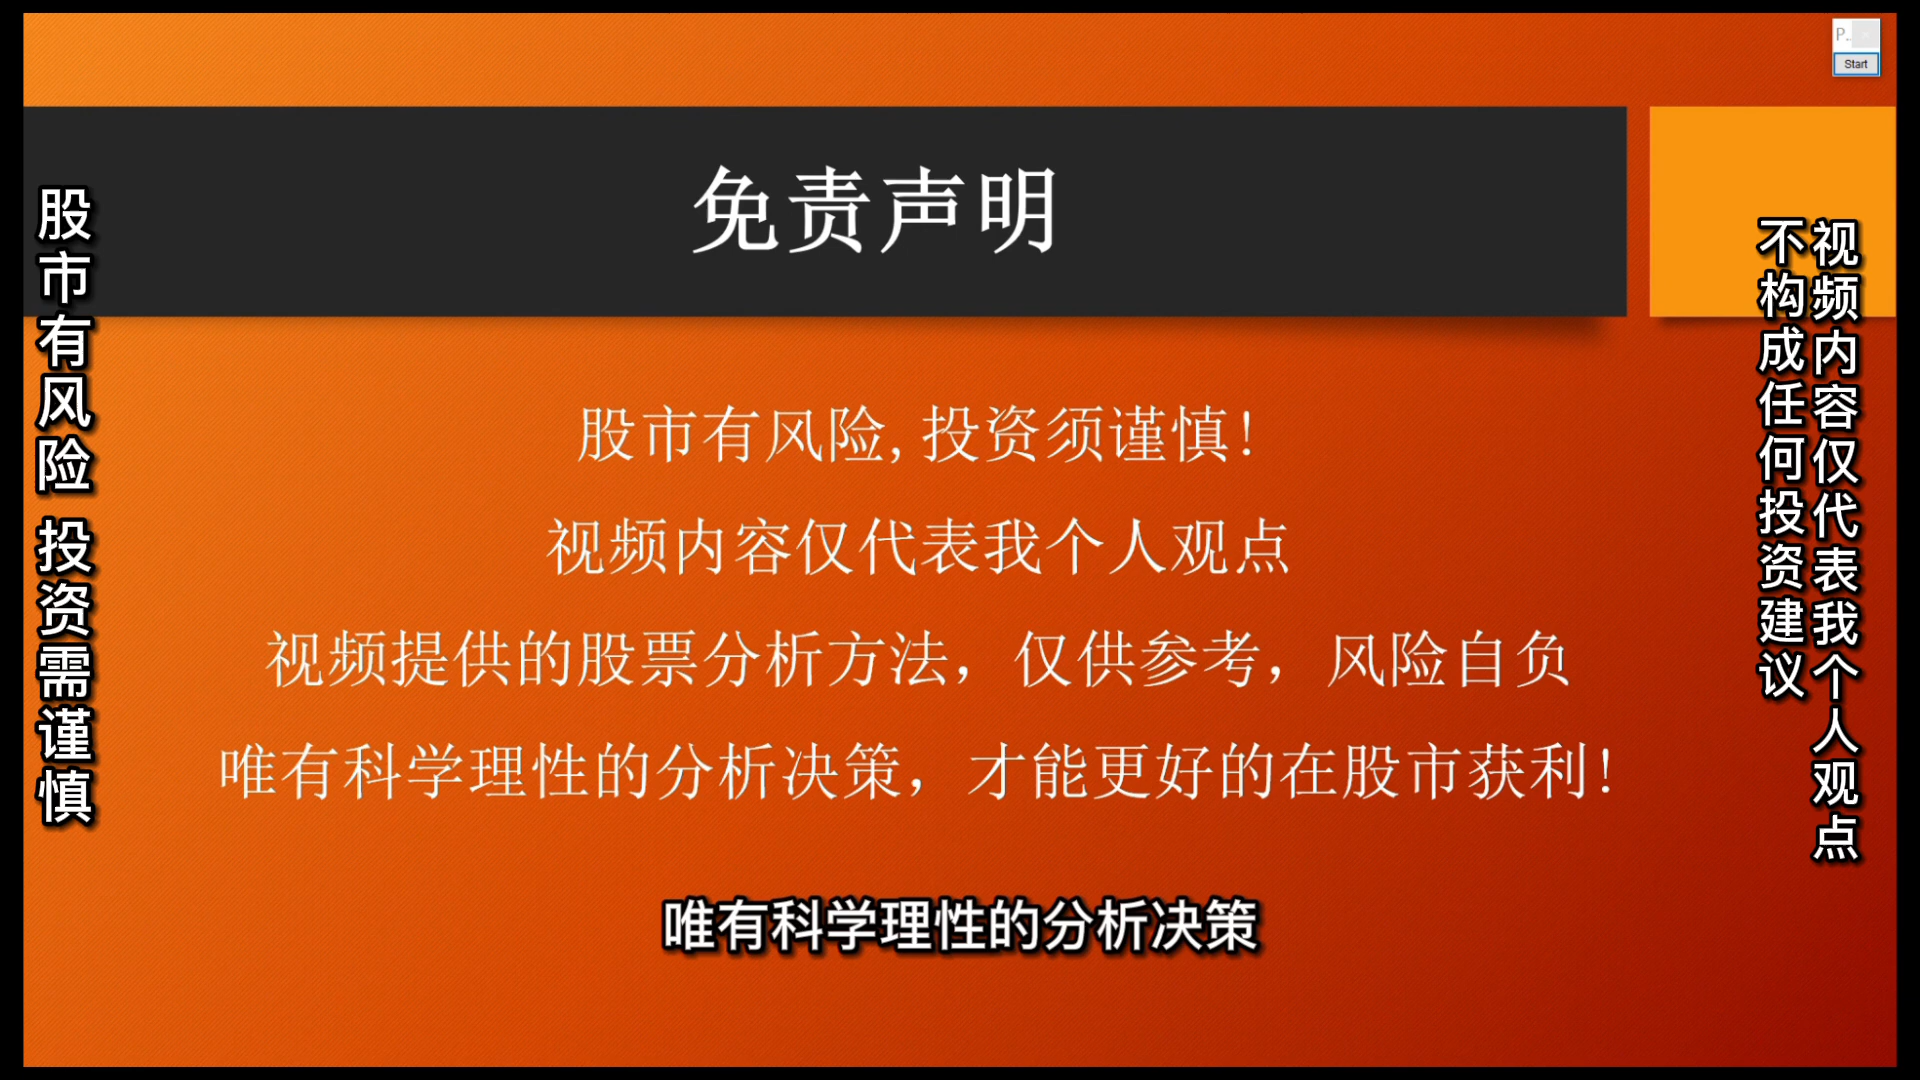 P..
Start
免责声明
股市有风险,投资须谨慎!
视频内容仅代表我个人观点
视频提供的股票分析方法，仅供参考，风险自负
唯有科学理性的分析决策，才能更好的在股市获利!
唯有科学理性的分析决策
股市有风险 投资需谨慎
视频内容仅代表我个人观点
不构成任何投资建议